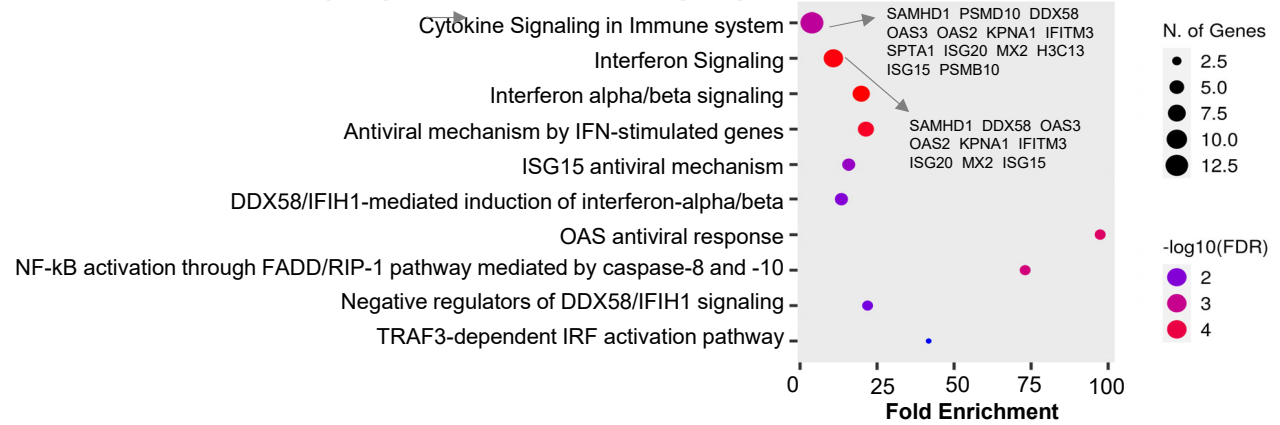 Cytokine Signaling in Immune system
Interferon Signaling
Interferon alpha/beta signaling
Antiviral mechanism by IFN-stimulated genes
ISG15 antiviral mechanism
DDX58/IFIH1-mediated induction of interferon-alpha/beta
OAS antiviral response
NF-kB activation through FADD/RIP-1 pathway mediated by caspase-8 and -10
Negative regulators of DDX58/IFIH1 signaling
TRAF3-dependent IRF activation pathway
SAMHD1 PSMD10 DDX58
OAS3 OAS2 KPNA1 IFITM3
SPTA1 ISG20 MX2 H3C13
ISG15 PSMB10
SAMHD1 DDX58 OAS3
OAS2 KPNA1 IFITM3
ISG20 MX2 ISG15
0 25 50 75 100
Fold Enrichment
N. of Genes
2.5
5.0
7.5
10.0
12.5
-log10(FDR)
2
3
4